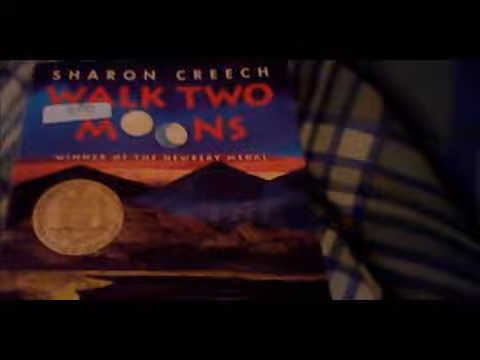 SHARON CREECH
WALK TWO
MOONS
WINNER OF THE NEWBERY MEDAL